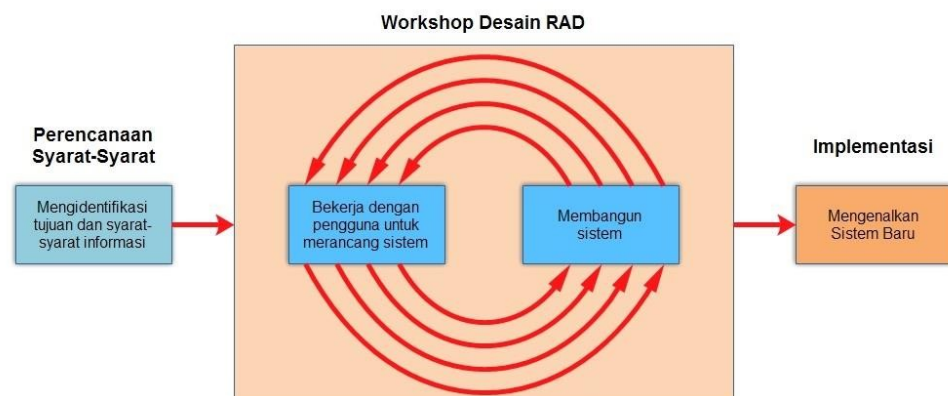 Workshop Desain RAD
Perencanaan
Syarat-Syarat
Mengidentifikasi
tujuan dan syarat-
syarat informasi
Bekerja dengan
pengguna untuk
merancang sistem
Membangun
sistem
Implementasi
Mengenalkan
Sistem Baru